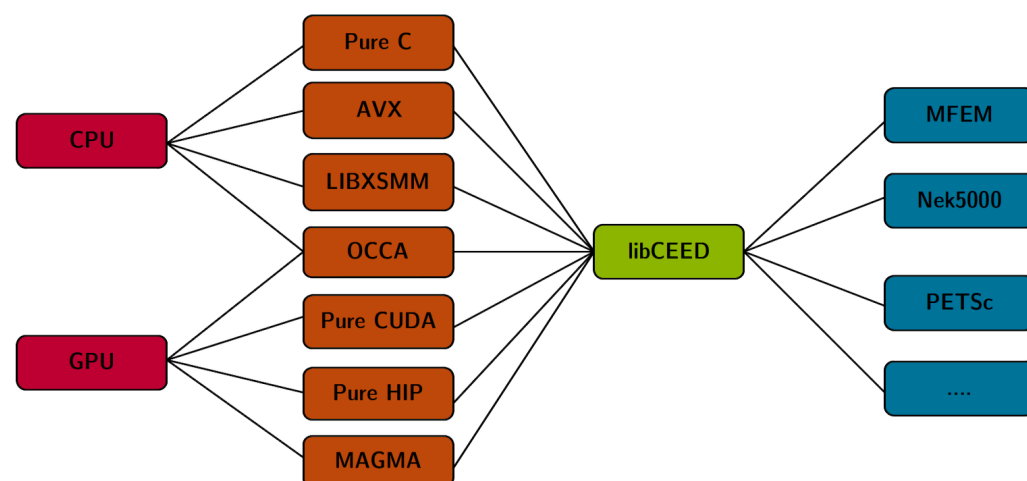 CPU
GPU
Pure C
AVX
LIBXSMM
OCCA
Pure CUDA
Pure HIP
MAGMA
libCEED
MFEM
Nek5000
PETSc
....